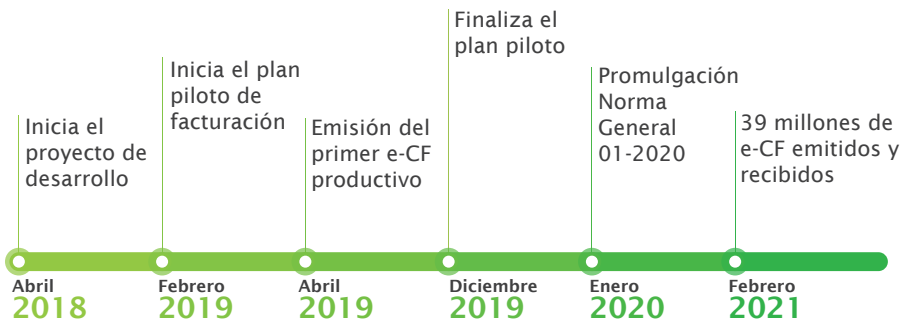 Inicia el
proyecto de
desarrollo
Abril
2018
Inicia el plan
piloto de
facturación
Febrero
2019
Emisión del
primer e-CF
productivo
Abril
2019
Finaliza el
plan piloto
Diciembre
2019
Promulgación
Norma
General
01-2020
Enero
2020
39 millones de
e-CF emitidos y
recibidos
Febrero
2021